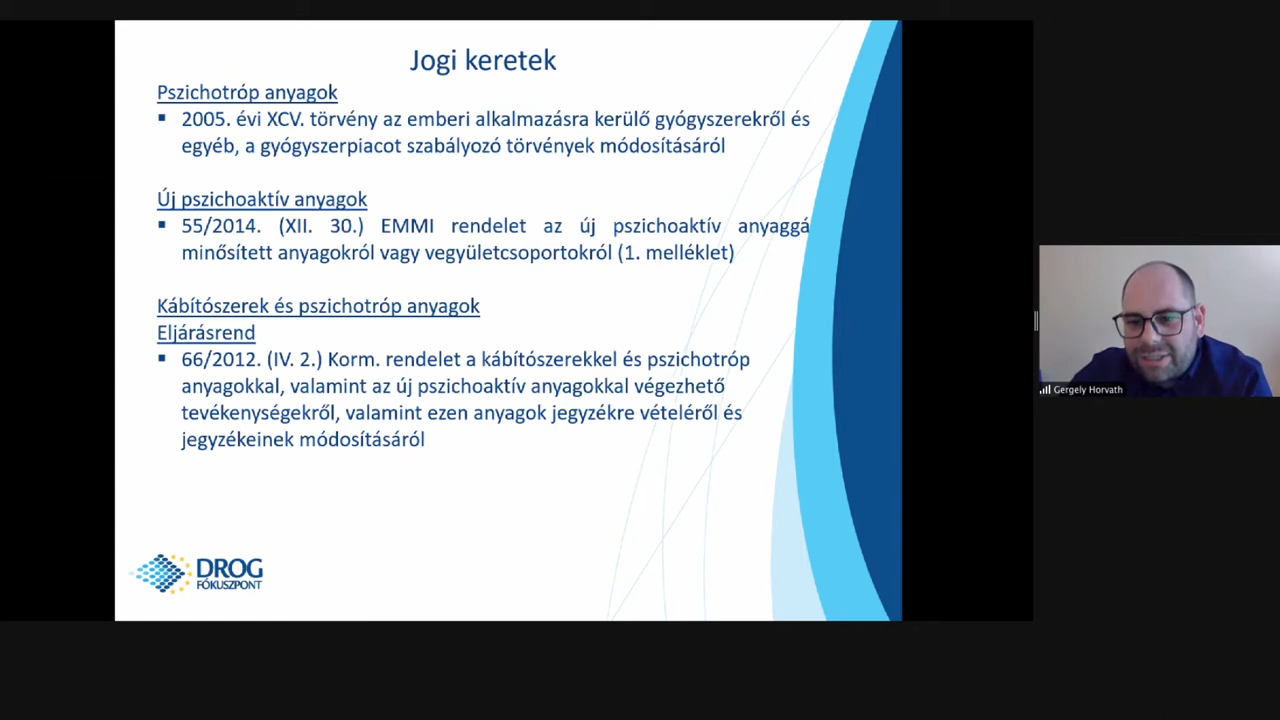 Jogi keretek
Pszichotróp anyagok
▪ 2005. évi XCV. törvény az emberi alkalmazásra kerülő gyógyszerekről és
egyéb, a gyógyszerpiacot szabályozó törvények módosításáról
Új pszichoaktív anyagok
▪ 55/2014. (XII. 30.) EMMI rendelet az új pszichoaktív anyaggá
minősített anyagokról vagy vegyületcsoportokról (1. melléklet)
Kábítószerek és pszichotróp anyagok
Eljárásrend
▪ 66/2012. (IV. 2.) Korm. rendelet a kábítószerekkel és pszichotróp
anyagokkal, valamint az új pszichoaktív anyagokkal végezhető
tevékenységekről, valamint ezen anyagok jegyzékre vételéről és
jegyzékeinek módosításáról
DROG
FÓKUSZPONT
Gergely Horvath